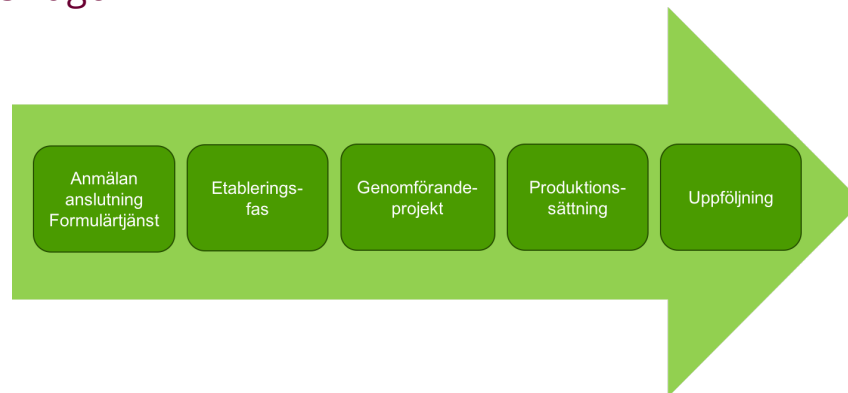 Anmälan
anslutning
Formulärtjänst
Etablerings-
fas
Genomförande-
projekt
Produktions-
sättning
Uppföljning